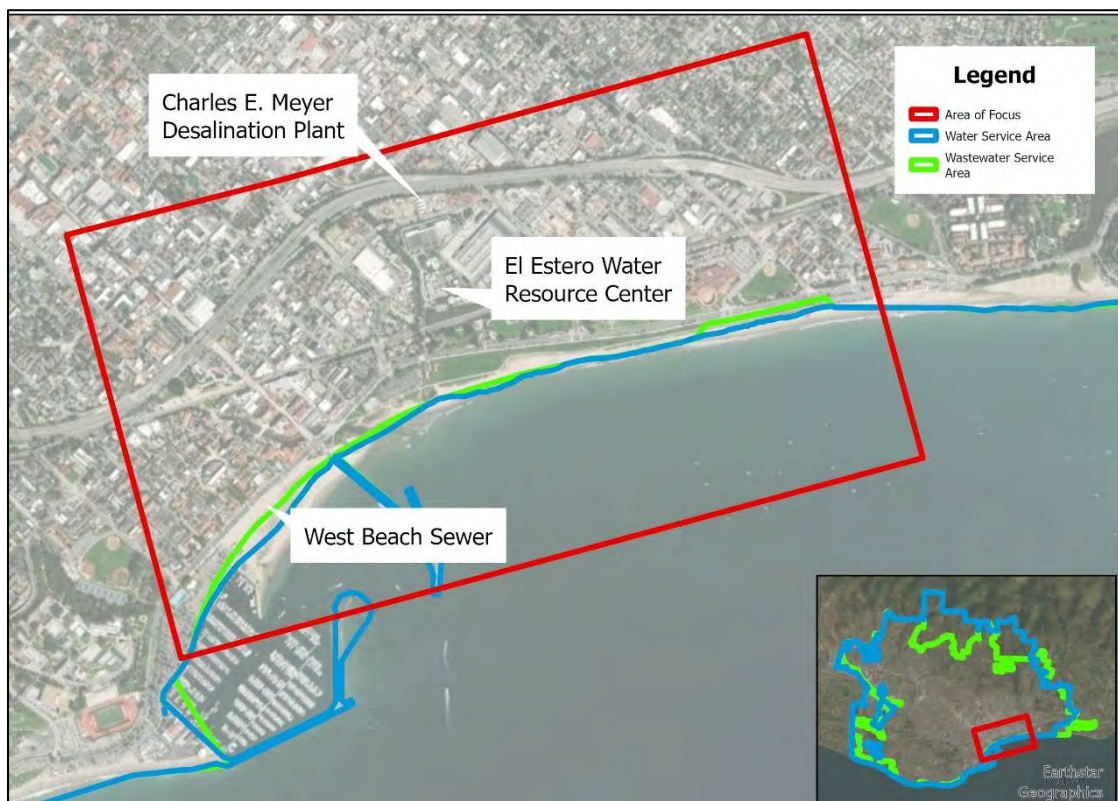 Charles E. Meyer
Desalination Plant
El Estero Water
Resource Center
West Beach Sewer
Legend
Area of Focus
Water Service Area
Wastewater Service
Area
Earthstar
Geographics